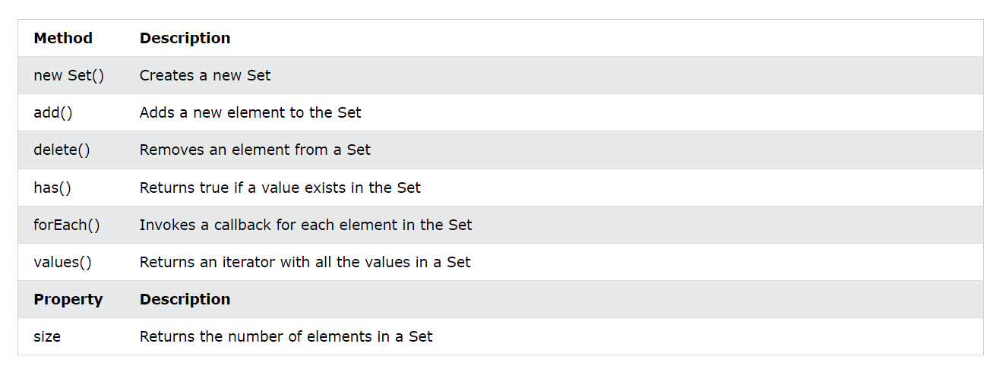 Method Description
new Set() Creates a new Set
add() Adds a new element to the Set
delete() Removes an element from a Set
has() Returns true if a value exists in the Set
forEach() Invokes a callback for each element in the Set
values() Returns an iterator with all the values in a Set
Property Description
size Returns the number of elements in a Set